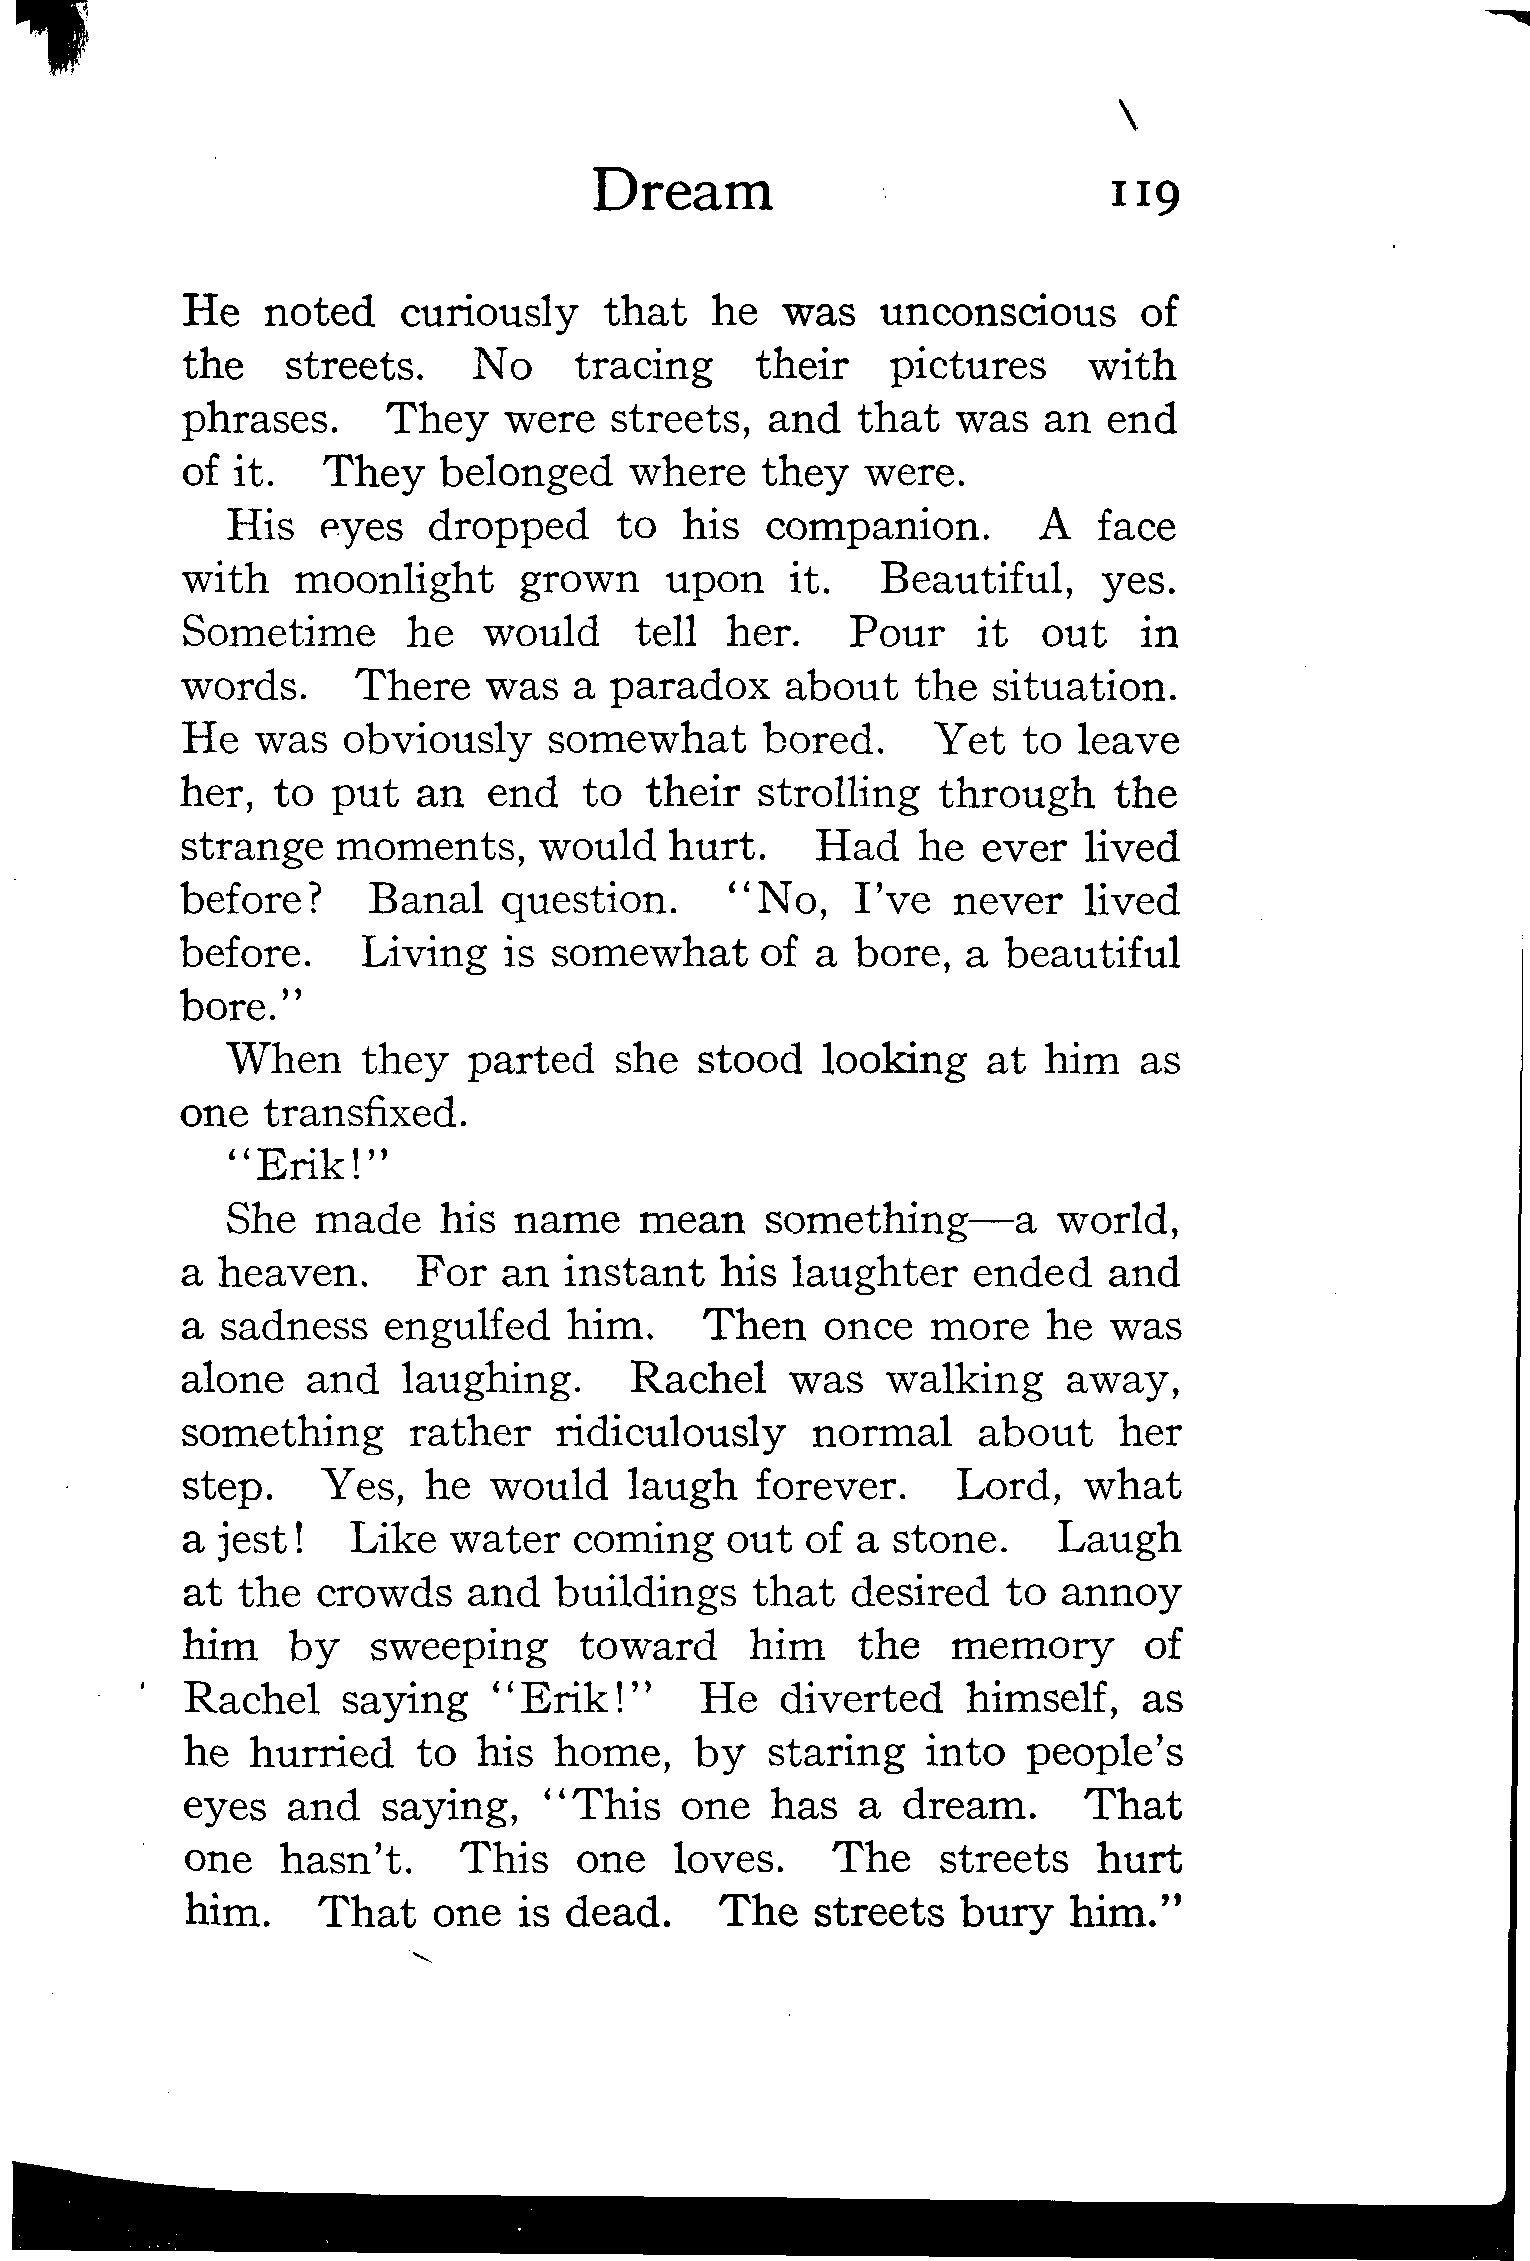 Dream 119
He noted curiously that he was unconscious of
the streets. No tracing their pictures with
phrases. They were streets, and that was an end
of it. They belonged where they were.
His eyes dropped to his companion. A face
with moonlight grown upon it. Beautiful, yes.
Sometime he would tell her. Pour it out in
words. There was a paradox about the situation.
He was obviously somewhat bored. Yet to leave
her, to put an end to their strolling through the
strange moments, would hurt. Had he ever lived
before? Banal question. "No, I've never lived
before. Living is somewhat of a bore, a beautiful
bore."
When they parted she stood looking at him as
one transfixed.
"Erik!"
She made his name mean something—a world,
a heaven. For an instant his laughter ended and
a sadness engulfed him. Then once more he was
alone and laughing. Rachel was walking away,
something rather ridiculously normal about her
step. Yes, he would laugh forever. Lord, what
a jest! Like water coming out of a stone. Laugh
at the crowds and buildings that desired to annoy
him by sweeping toward him the memory of
Rachel saying "Erik!" He diverted himself, as
he hurried to his home, by staring into people's
eyes and saying, "This one has a dream. That
one hasn't. This one loves. The streets hurt
him. That one is dead. The streets bury him."